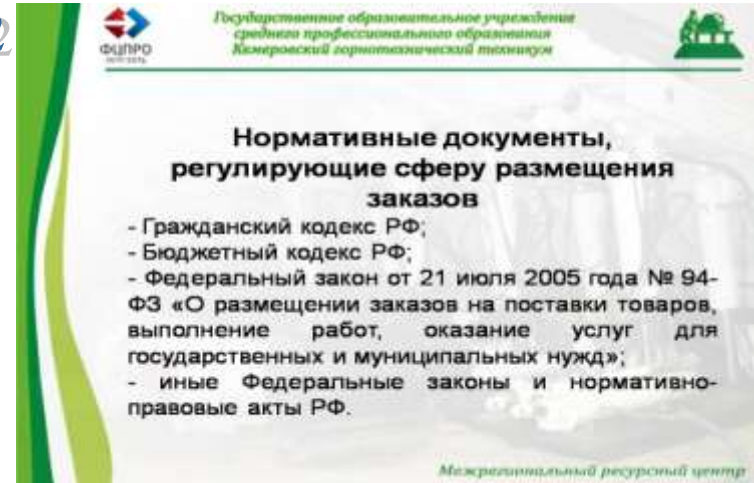 Государственное образовательное учреждение
среднего профессионального образования
Кемеровский горнотехнический техникум
ФЦПРО
Нормативные документы,
регулирующие сферу размещения
заказов
- Гражданский кодекс РФ;
- Бюджетный кодекс РФ;
- Федеральный закон от 21 июля 2005 года № 94-
ФЗ «О размещении заказов на поставки товаров,
выполнение работ, оказание услуг для
государственных и муниципальных нужд»;
- иные Федеральные законы и нормативно-
правовые акты РФ.
Межрегиональный ресурсный центр